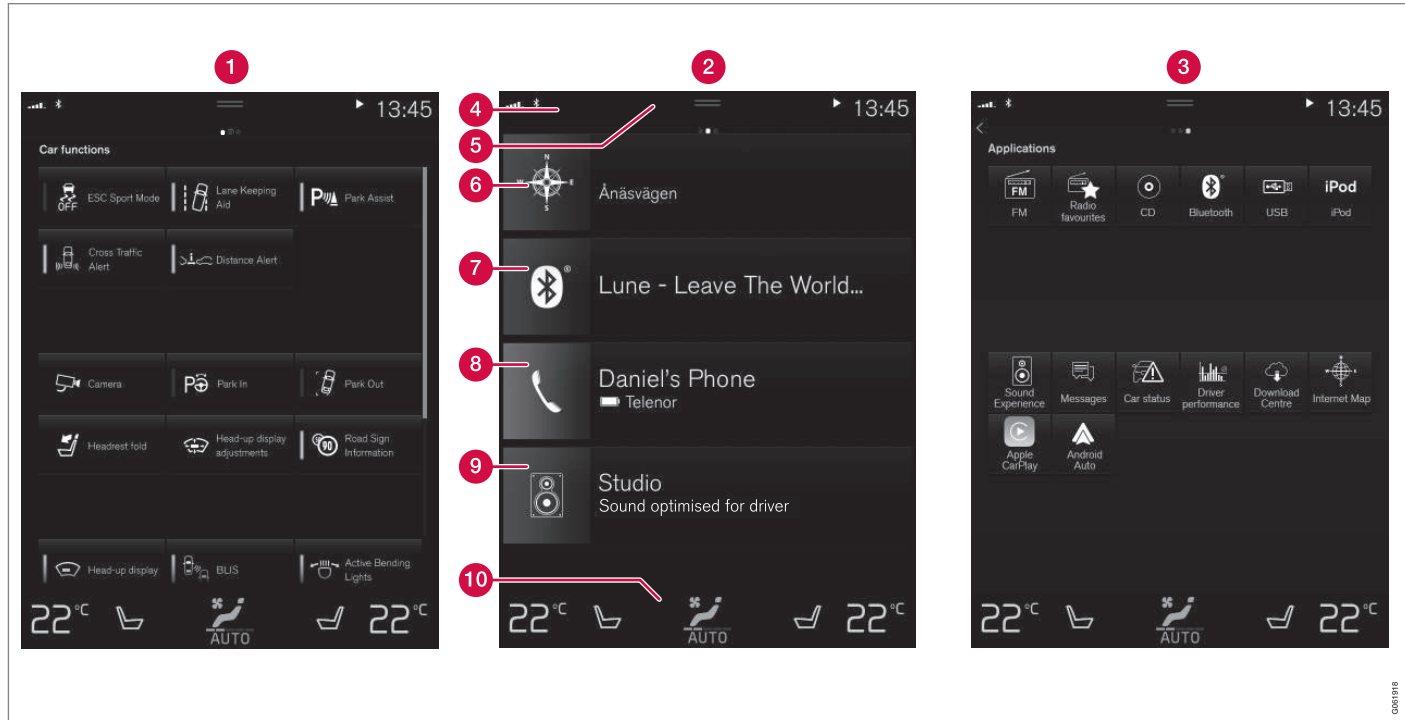 1
2
3
13:45
Car functions
ESC Sport Mode
OFF
Lane Keeping
Aid
P Park Assist
Cross Traffic
Alert
Distance Alert
Camera
P Park In
Park Out
Headrest fold
Head-up display
adjustments
90
Road Sign
Information
Head-up display
BLIS
Active Bending
Lights
22°C
AUTO
22°C
4
13:45
5
6
N
W E
S
Ånäsvägen
7
®
Lune - Leave The World...
8
Daniel's Phone
Telenor
9
Studio
Sound optimised for driver
10
22°C
AUTO
22°C
13:45
Applications
FM
FM
Radio
favourites
CD
Bluetooth
USB
iPod
iPod
Sound
Experience
Messages
Car status
Driver
performance
Download
Centre
Internet Map
Apple
CarPlay
Android
Auto
22°C
AUTO
22°C
G061918